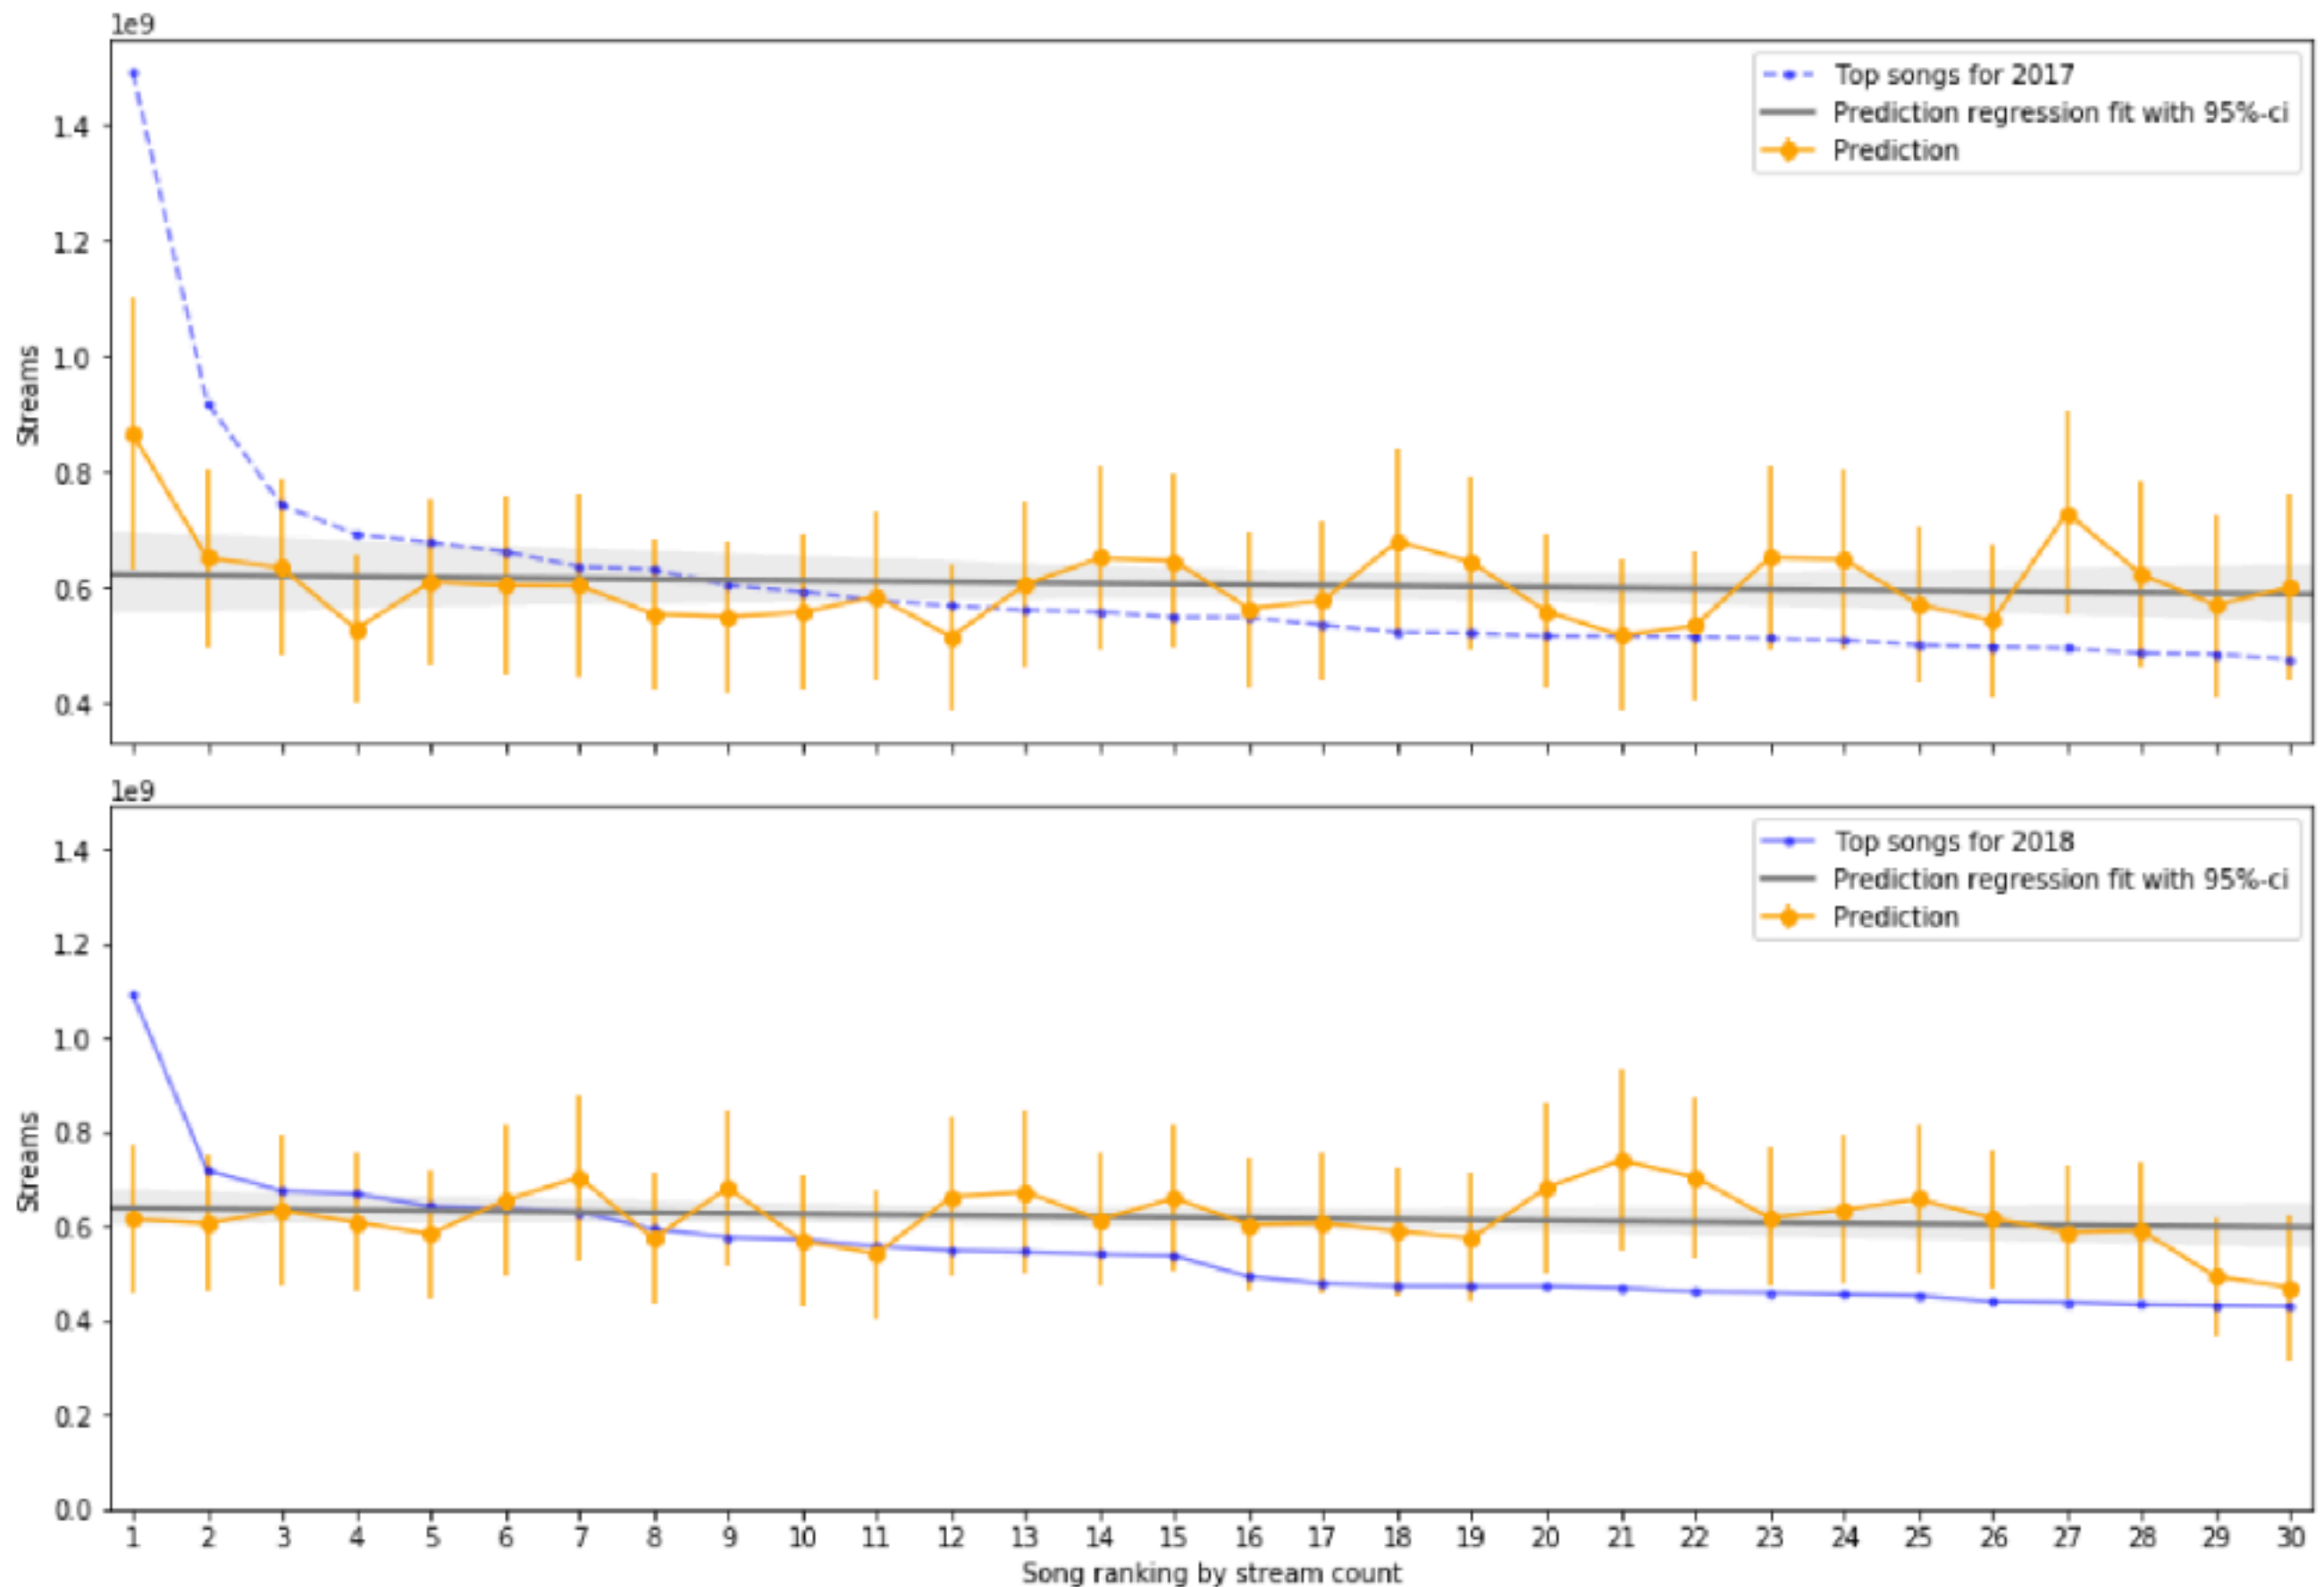 1e9
Top songs for 2017
Prediction regression fit with 95%-ci
Prediction
1.4
1.2
1.0
0.8
0.6
0.4
Streams
1e9
Top songs for 2018
Prediction regression fit with 95%-ci
Prediction
1.4
1.2
1.0
0.8
0.6
0.4
0.2
0.0
Streams
1 2 3 4 5 6 7 8 9 10 11 12 13 14 15 16 17 18 19 20 21 22 23 24 25 26 27 28 29 30
Song ranking by stream count